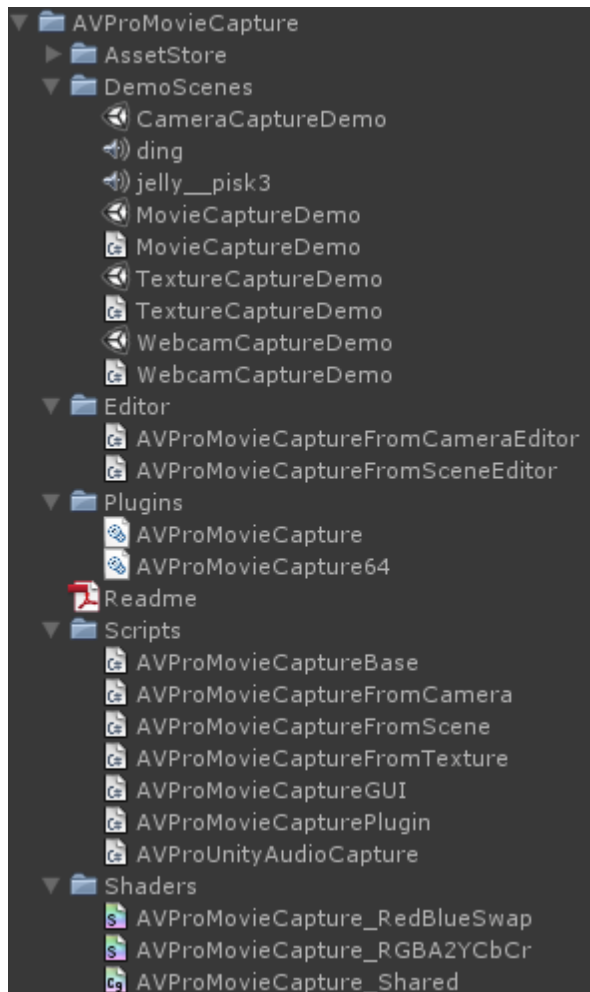 AVProMovieCapture
AssetStore
DemoScenes
CameraCaptureDemo
ding
jelly__pisk3
MovieCaptureDemo
C# MovieCaptureDemo
TextureCaptureDemo
C# TextureCaptureDemo
WebcamCaptureDemo
C# WebcamCaptureDemo
Editor
C# AVProMovieCaptureFromCameraEditor
C# AVProMovieCaptureFromSceneEditor
Plugins
AVProMovieCapture
AVProMovieCapture64
Readme
Scripts
C# AVProMovieCaptureBase
C# AVProMovieCaptureFromCamera
C# AVProMovieCaptureFromScene
C# AVProMovieCaptureFromTexture
C# AVProMovieCaptureGUI
C# AVProMovieCapturePlugin
C# AVProUnityAudioCapture
Shaders
S AVProMovieCapture_RedBlueSwap
S AVProMovieCapture_RGBA2YCbCr
Cg AVProMovieCapture_Shared